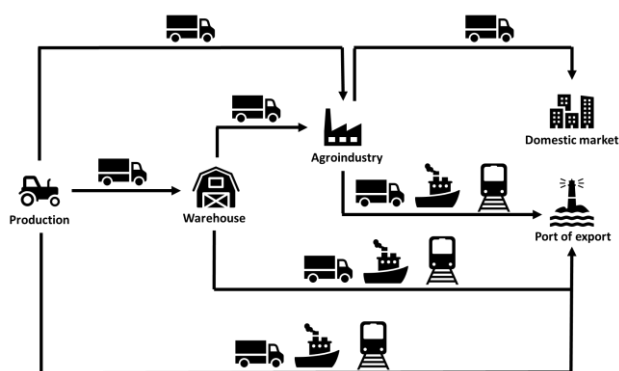 Agroindustry
Domestic market
Production
Warehouse
Port of export